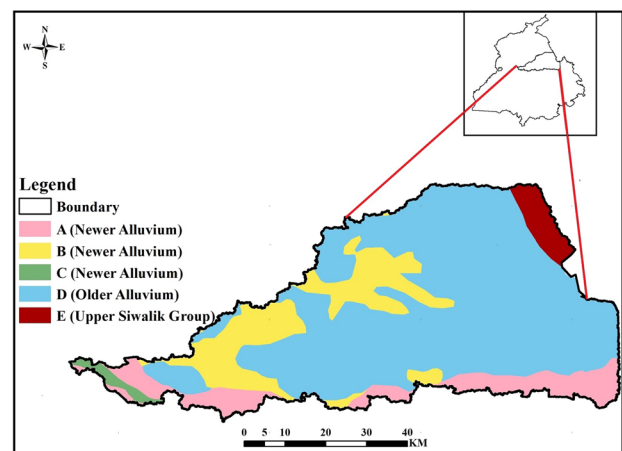 N
W E
S
Legend
Boundary
A (Newer Alluvium)
B (Newer Alluvium)
C (Newer Alluvium)
D (Older Alluvium)
E (Upper Siwalik Group)
0 5 10 20 30 40
KM